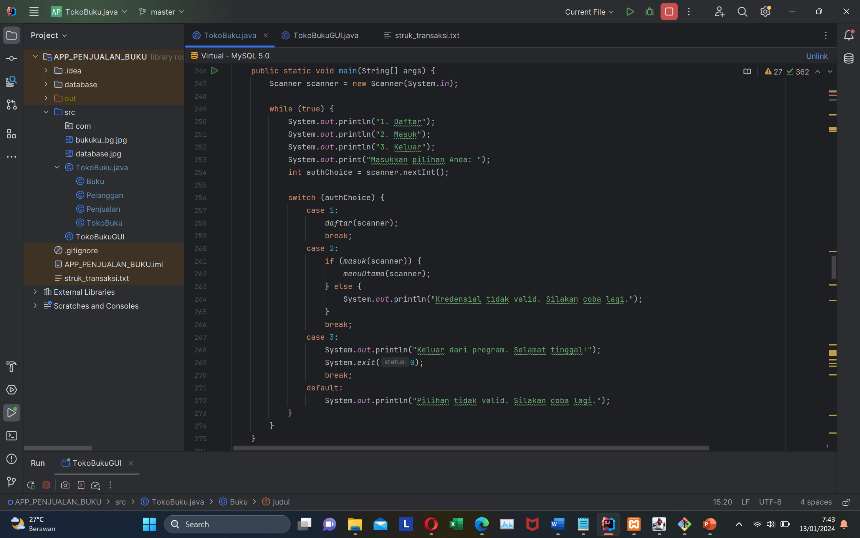 AP TokoBuku.java master Current File
Project
TokoBuku.java TokoBukuGUI.java struk_transaksi.txt
APP_PENJUALAN_BUKU library roo
.idea
database
out
src
com
bukuku_bg.jpg
database.jpg
TokoBuku.java
Buku
Pelanggan
Penjualan
TokoBuku
TokoBukuGUI
.gitignore
APP_PENJUALAN_BUKU.iml
struk_transaksi.txt
External Libraries
Scratches and Consoles
Virtual - MySQL 5.0 Unlink
27 362
246 public static void main(String[] args) {
247 Scanner scanner = new Scanner(System.in);
248
249 while (true) {
250 System.out.println("1. Daftar");
251 System.out.println("2. Masuk");
252 System.out.println("3. Keluar");
253 System.out.print("Masukkan pilihan Anda: ");
254 int authChoice = scanner.nextInt();
255
256 switch (authChoice) {
257 case 1:
258 daftar(scanner);
259 break;
260 case 2:
261 if (masuk(scanner)) {
262 menuUtama(scanner);
263 } else {
264 System.out.println("Kredensial tidak valid. Silakan coba lagi.");
265 }
266 break;
267 case 3:
268 System.out.println("Keluar dari program. Selamat tinggal!");
269 System.exit( status: 0);
270 break;
271 default:
272 System.out.println("Pilihan tidak valid. Silakan coba lagi.");
273 }
274 }
275 }
Run TokoBukuGUI
APP_PENJUALAN_BUKU src TokoBuku.java Buku judul 15:20 LF UTF-8 4 spaces
27°C
Berawan
Search
7:43
13/01/2024